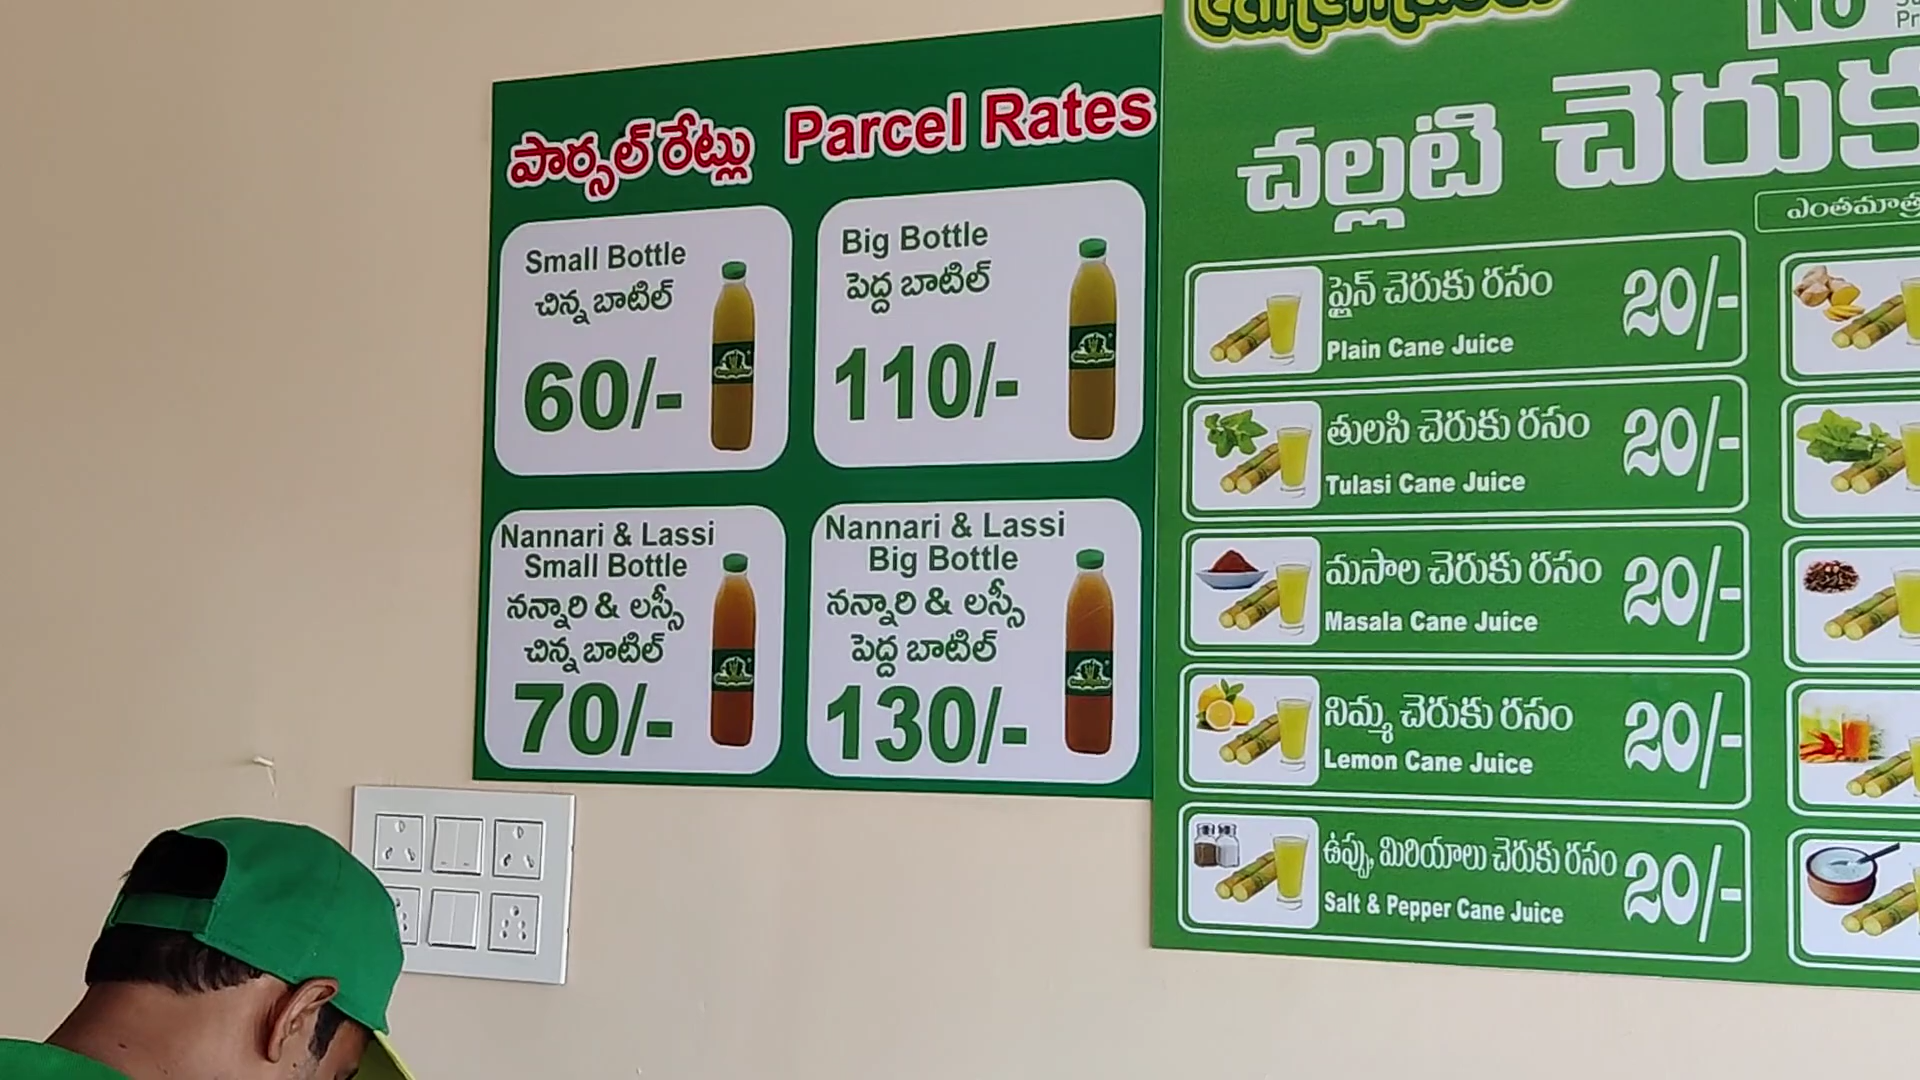 పార్సల్ రేట్లు Parcel Rates
Small Bottle
చిన్న బాటిల్
60/-
Big Bottle
పెద్ద బాటిల్
110/-
Nannari & Lassi
Small Bottle
నన్నారి & లస్సీ
చిన్న బాటిల్
70/-
Nannari & Lassi
Big Bottle
నన్నారి & లస్సీ
పెద్ద బాటిల్
130/-
No
చల్లటి చెరుకు
ప్లైన్ చెరుకు రసం
Plain Cane Juice
20/-
తులసి చెరుకు రసం
Tulasi Cane Juice
20/-
మసాల చెరుకు రసం
Masala Cane Juice
20/-
నిమ్మ చెరుకు రసం
Lemon Cane Juice
20/-
ఉప్పు, మిరియాలు చెరుకు రసం
Salt & Pepper Cane Juice
20/-